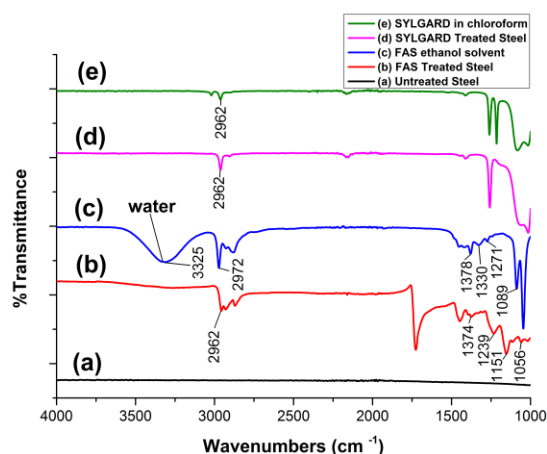 (e) SYLGARD in chloroform
(d) SYLGARD Treated Steel
(c) FAS ethanol solvent
(b) FAS Treated Steel
(a) Untreated Steel
(e)
2962
(d)
2962
(c)
water
3325
2972
1378
1330
1271
1089
(b)
2962
1374
1239
1151
1056
(a)
%Transmittance
4000 3500 3000 2500 2000 1500 1000
Wavenumbers (cm -1)